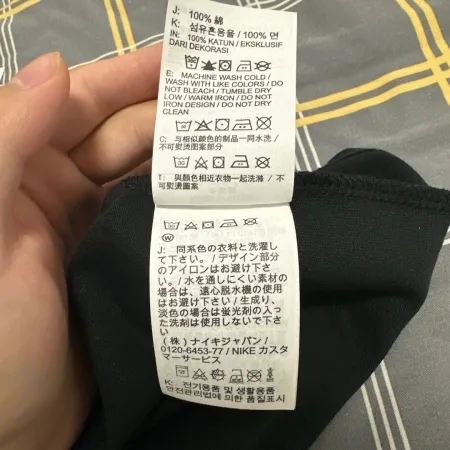 J: 100% 綿
K: 섬유혼용율 / 100% 면
IN: 100% KATUN / EKSKLUSIF
DARI DEKORASI
E: MACHINE WASH COLD /
WASH WITH LIKE COLORS / DO
NOT BLEACH / TUMBLE DRY
LOW / WARM IRON / DO NOT
IRON DESIGN / DO NOT DRY
CLEAN
C: 与相似颜色的制品一同水洗 /
不可熨烫图案部分
T: 與顏色相近衣物一起洗滌 /
不可燙圖案
W
J: 同系色の衣料と洗濯し
て下さい。/ デザイン部分
のアイロンはお避け下さ
い。/ 水を通しにくい素材の
場合は、遠心脱水機の使用
はお避け下さい / 生成り、
淡色の場合は蛍光剤の入っ
た洗剤は使用しないで下さ
い
(株) ナイキジャパン /
0120-6453-77 / NIKE カスタ
マーサービス
K: 전기용품 및 생활용품
안전관리법에 의한 품질표시